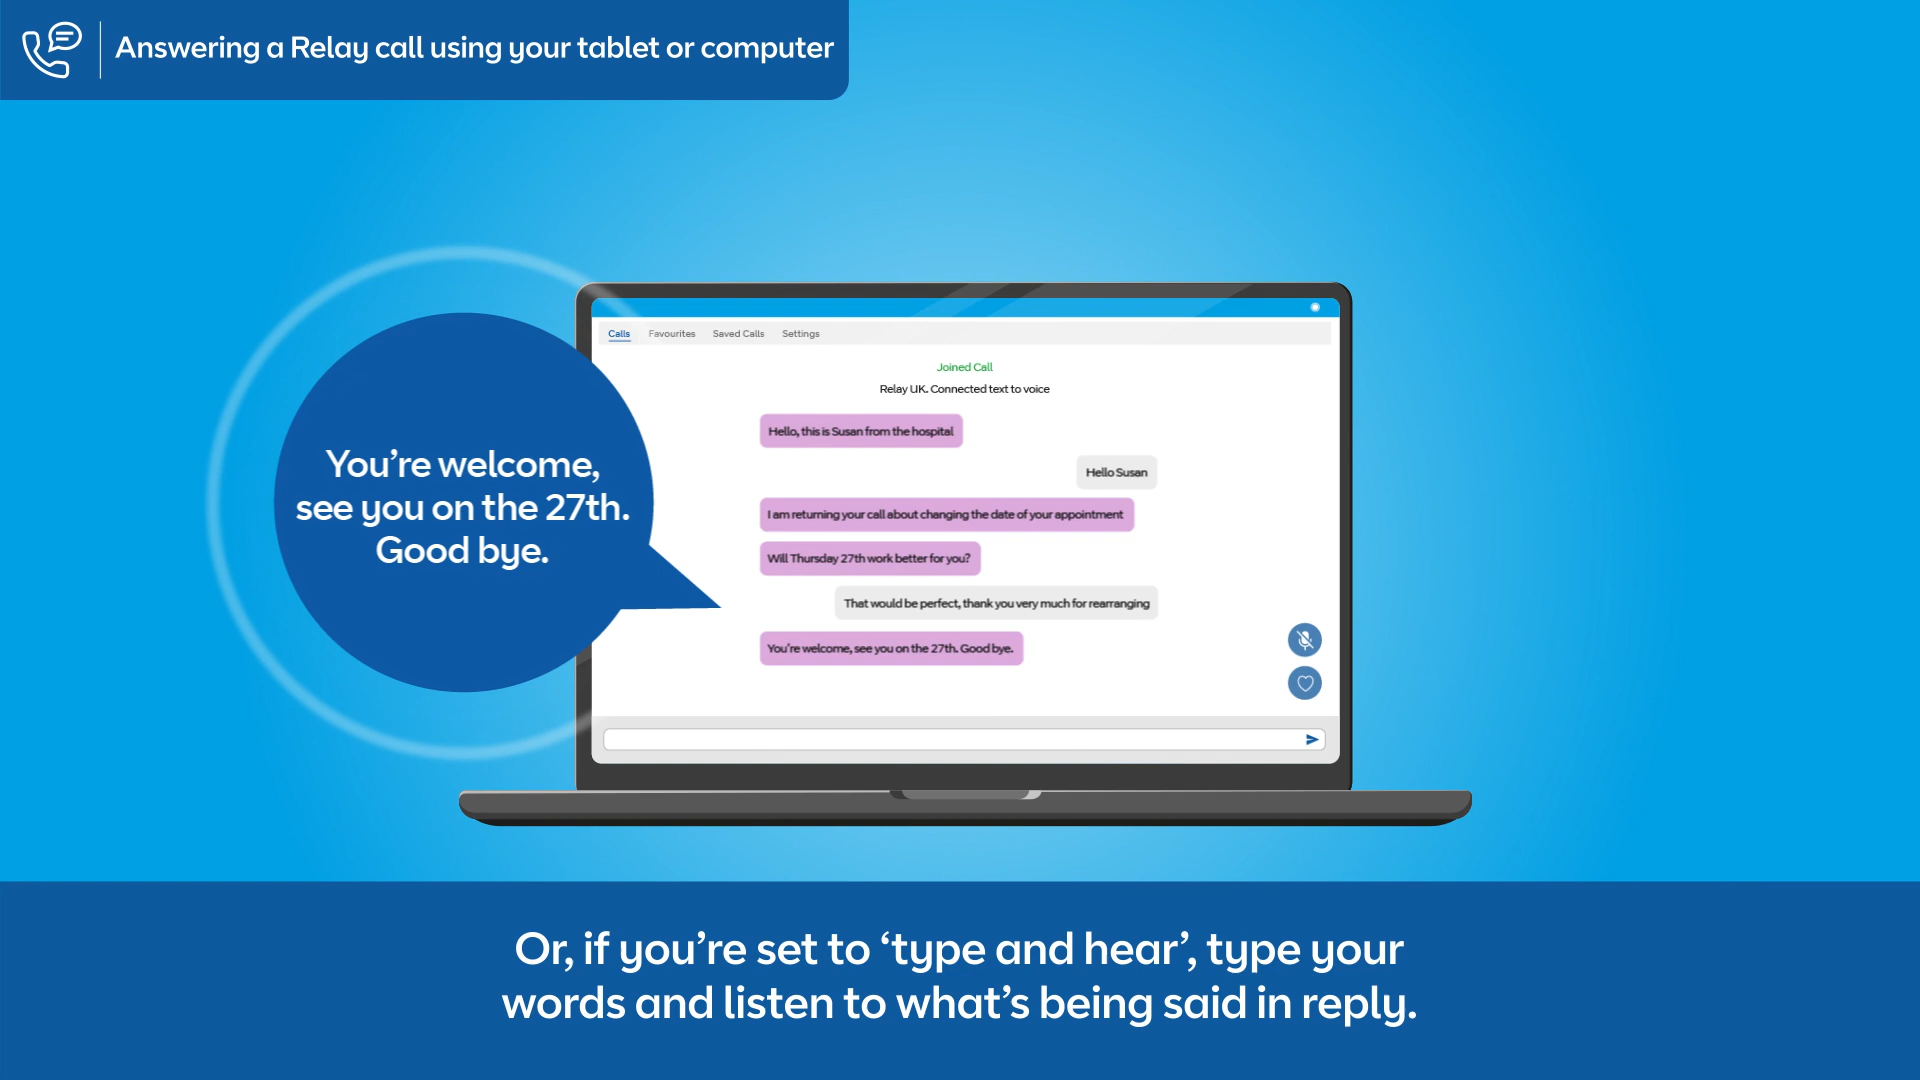 Answering a Relay call using your tablet or computer
Calls Favourites Saved Calls Settings
Joined Call
Relay UK. Connected text to voice
Hello, this is Susan from the hospital
Hello Susan
I am returning your call about changing the date of your appointment
Will Thursday 27th work better for you?
That would be perfect, thank you very much for rearranging
You're welcome, see you on the 27th. Good bye.
You’re welcome,
see you on the 27th.
Good bye.
Or, if you’re set to ‘type and hear’, type your
words and listen to what’s being said in reply.